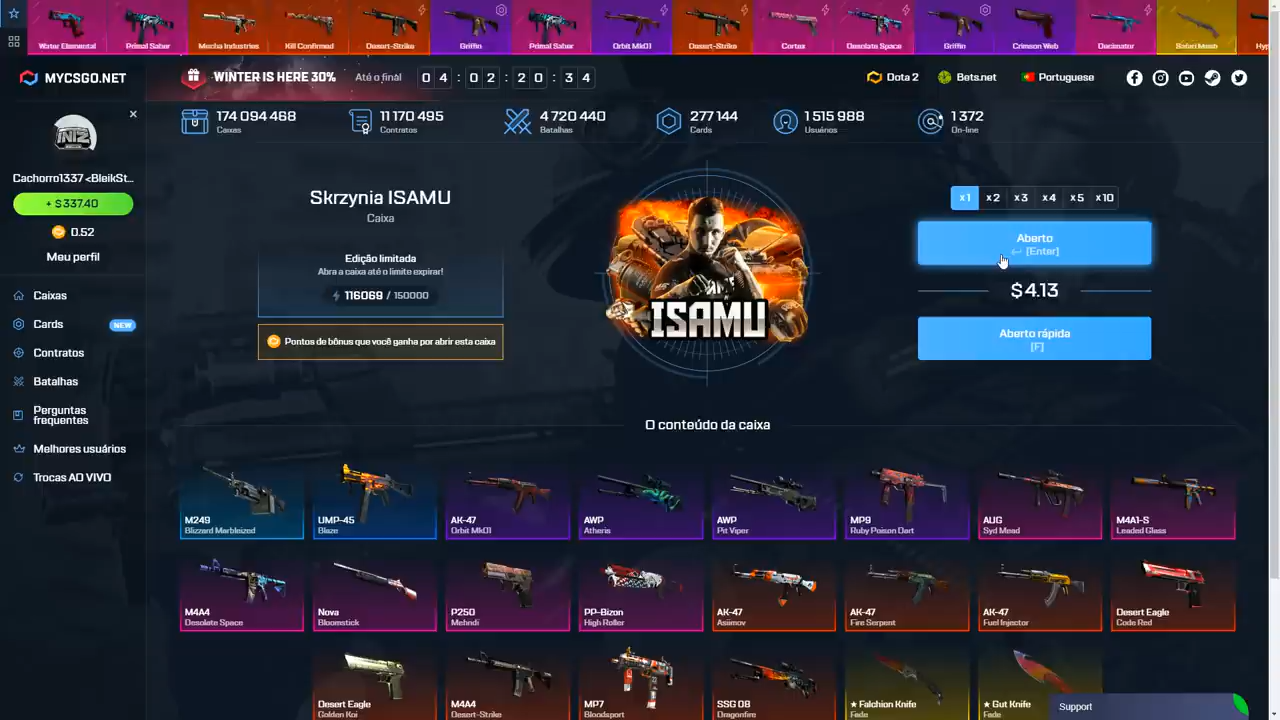 Water Elemental
Primal Saber
Mecha Industries
Kill Confirmed
Desert-Strike
Griffin
Primal Saber
Orbit Mk01
Desert-Strike
Cortex
Desolate Space
Griffin
Crimson Web
Decimator
Safari Mesh
MYCSGO.NET
WINTER IS HERE 30%
Até o finál
04:02:20:34
Dota 2
Bets.net
Portuguese
174 094 468
Caixas
11 170 495
Contratos
4 720 440
Batalhas
277 144
Cards
1 515 988
Usuários
1 372
On-line
Cachorro1337 <BleikSt...
+ $337.40
0.52
Meu perfil
Caixas
Cards
NEW
Contratos
Batalhas
Perguntas
frequentes
Melhores usuários
Trocas AO VIVO
Skrzynia ISAMU
Caixa
Edição limitada
Abra a caixa até o limite expirar!
116069 / 150000
Pontos de bônus que você ganha por abrir esta caixa
ISAMU
x1 x2 x3 x4 x5 x10
Aberto
[Enter]
$4.13
Aberto rápida
[F]
O conteúdo da caixa
M249
Blizzard Marbleized
UMP-45
Blaze
AK-47
Orbit Mk01
AWP
Atheris
AWP
Pit Viper
MP9
Ruby Poison Dart
AUG
Syd Mead
M4A1-S
Leaded Glass
M4A4
Desolate Space
Nova
Bloomstick
P250
Mehndi
PP-Bizon
High Roller
AK-47
Asiimov
AK-47
Fire Serpent
AK-47
Fuel Injector
Desert Eagle
Code Red
Desert Eagle
Golden Koi
M4A4
Desert-Strike
MP7
Bloodsport
SSG 08
Dragonfire
★ Falchion Knife
Fade
★ Gut Knife
Fade
Support